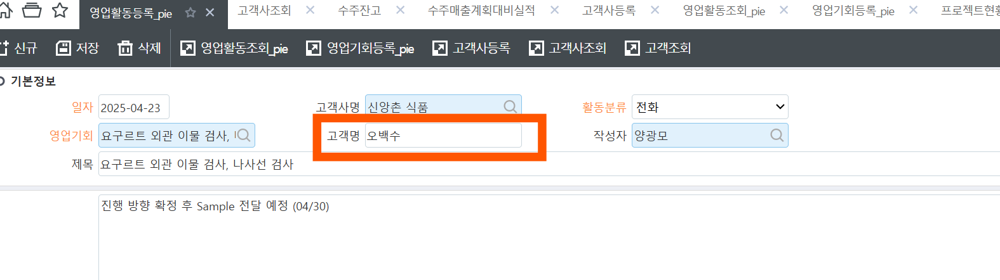 영업활동등록_pie 고객사조회 수주잔고 수주매출계획대비실적 고객사등록 영업활동조회_pie 영업기회등록_pie 프로젝트현황
신규 저장 삭제 영업활동조회_pie 영업기회등록_pie 고객사등록 고객사조회 고객조회
기본정보
일자 2025-04-23 고객사명 신앙촌 식품 활동분류 전화
영업기회 요구르트 외관 이물 검사, 고객명 오백수 작성자 양광모
제목 요구르트 외관 이물 검사, 나사선 검사
진행 방향 확정 후 Sample 전달 예정 (04/30)